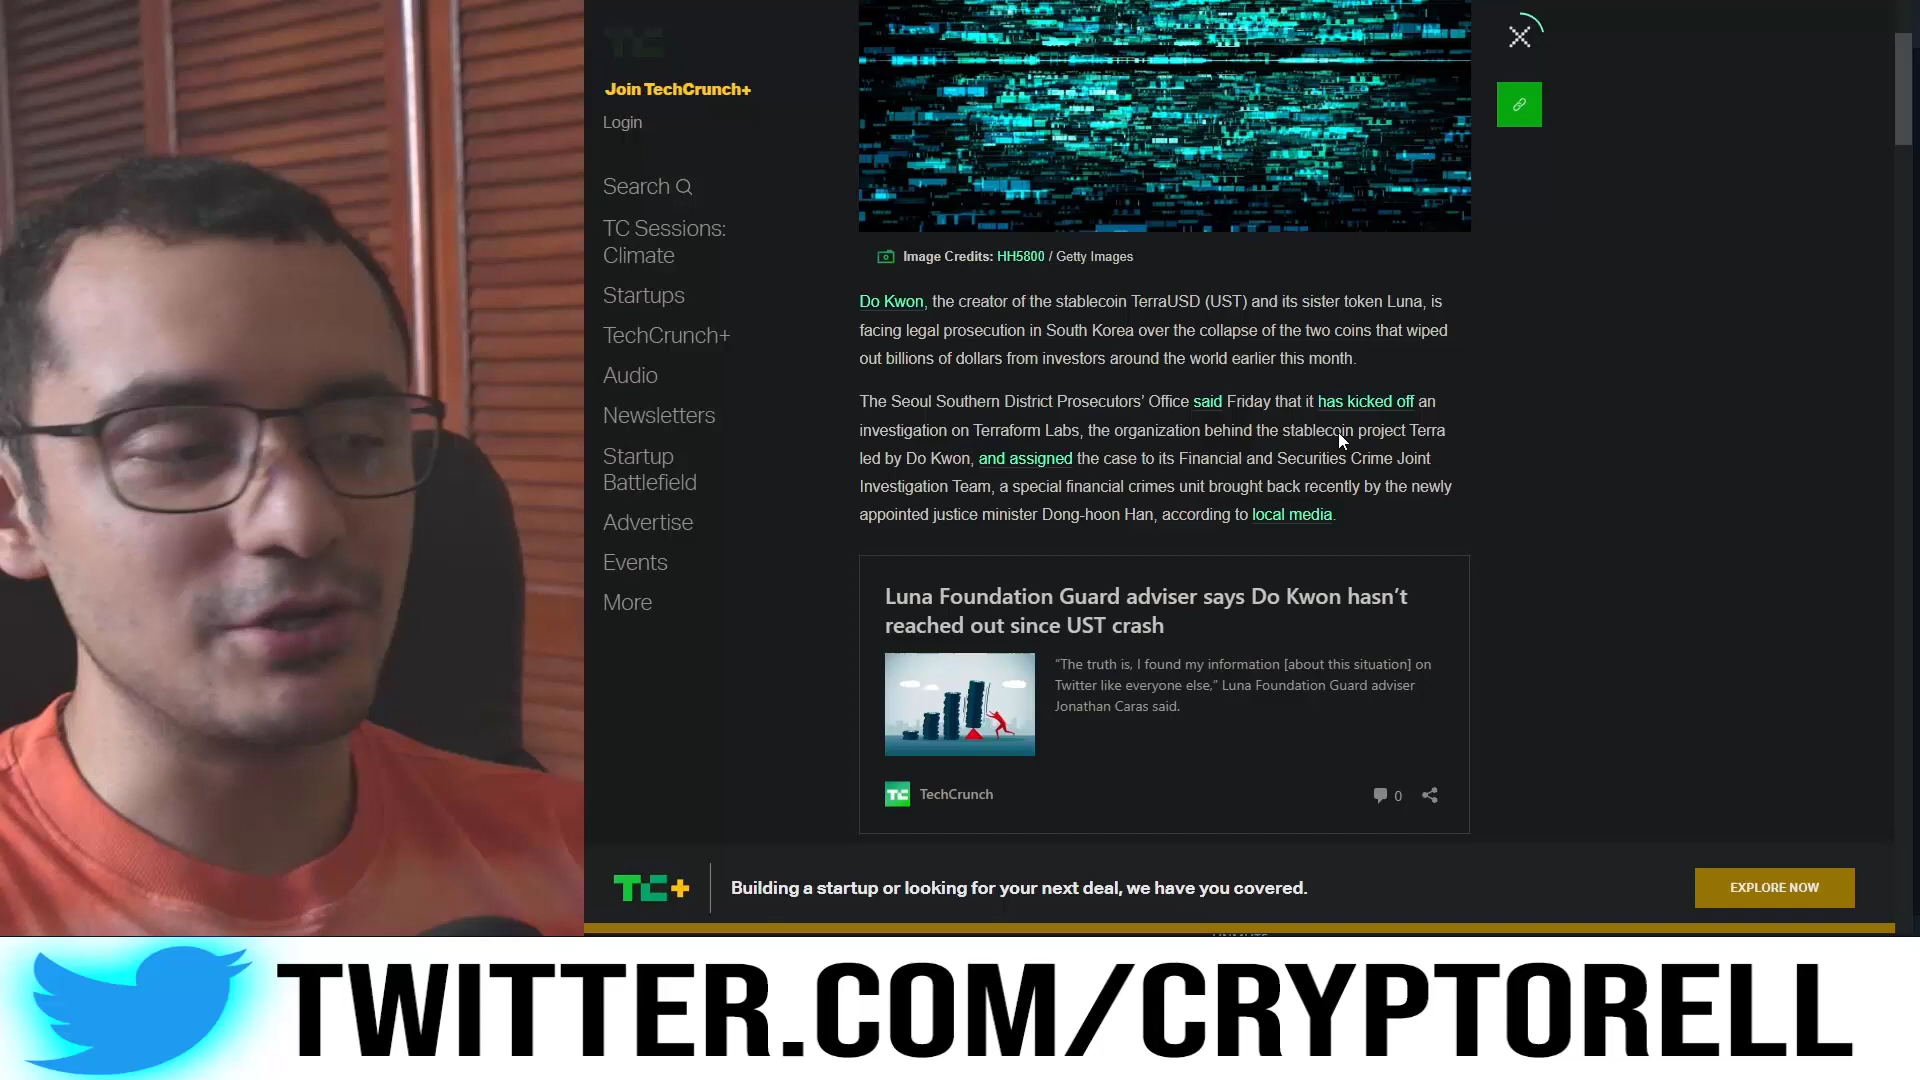 TC
Join TechCrunch+
Login
Search
TC Sessions:
Climate
Startups
TechCrunch+
Audio
Newsletters
Startup
Battlefield
Advertise
Events
More
Image Credits: HH5800 / Getty Images
Do Kwon, the creator of the stablecoin TerraUSD (UST) and its sister token Luna, is
facing legal prosecution in South Korea over the collapse of the two coins that wiped
out billions of dollars from investors around the world earlier this month.
The Seoul Southern District Prosecutors’ Office said Friday that it has kicked off an
investigation on Terraform Labs, the organization behind the stablecoin project Terra
led by Do Kwon, and assigned the case to its Financial and Securities Crime Joint
Investigation Team, a special financial crimes unit brought back recently by the newly
appointed justice minister Dong-hoon Han, according to local media.
Luna Foundation Guard adviser says Do Kwon hasn’t
reached out since UST crash
“The truth is, I found my information [about this situation] on
Twitter like everyone else,” Luna Foundation Guard adviser
Jonathan Caras said.
TC TechCrunch
0
TC+
Building a startup or looking for your next deal, we have you covered.
EXPLORE NOW
TWITTER.COM/CRYPTORELL